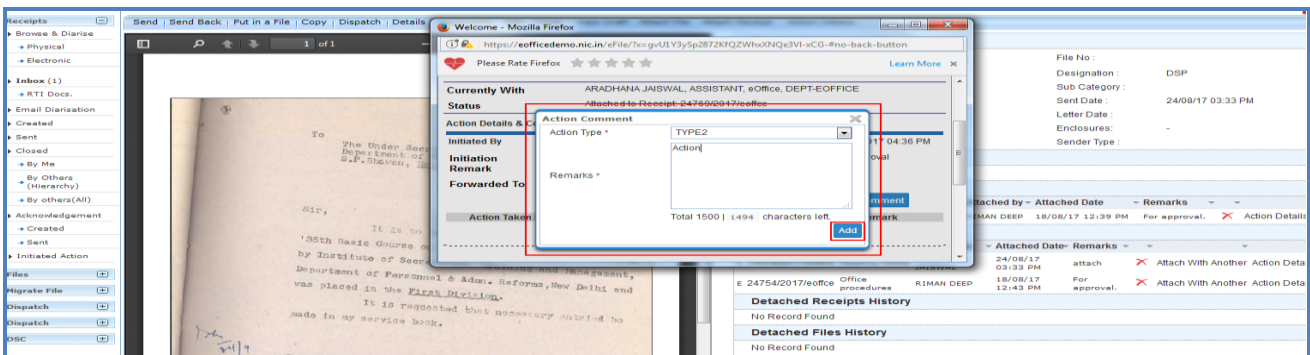 Receipts
Browse & Diarise
Physical
Electronic
Inbox (1)
RTI Docs.
Email Diarisation
Created
Sent
Closed
By Me
By Others
(Hierarchy)
By others(All)
Acknowledgement
Created
Sent
Initiated Action
Files
Migrate File
Dispatch
Dispatch
DSC
Send | Send Back | Put in a File | Copy | Dispatch | Details
1 of 1
To
The Under Secr
Department of
S.P.Bhavan,
Sir,
It is
'35th Basic Course
by Institute of Secre
and Management,
Department of Personnel & Admn. Reforms, New Delhi and
was placed in the First Division.
It is requested that necessary entried be
made in my service book.
Welcome - Mozilla Firefox
https://eofficedemo.nic.in/eFile/?x=gvU1Y3ySp2872KfQZWhxXNQe3VI-xCG-#no-back-button
Please Rate Firefox
Learn More
Currently With ARADHANA JAISWAL, ASSISTANT, eOffice, DEPT-EOFFICE
Status Attached to Receipt: 24769/2017/eoffce
Action Details & C
Initiated By
17 04:36 PM
Initiation
Remark
oval
Forwarded To
mment
Action Taken
mark
Action Comment
Action Type * TYPE2
Remarks * Action
Total 1500 | 1494 characters left.
Add
File No :
Designation : DSP
Sub Category :
Sent Date : 24/08/17 03:33 PM
Letter Date :
Enclosures: -
Sender Type :
ttached by Attached Date Remarks
IMAN DEEP 18/08/17 12:39 PM For approval. Action Details
Attached Date Remarks
JAISWAL 24/08/17 03:33 PM attach Attach With Another Action Deta
E 24754/2017/eoffce Office procedures RIMAN DEEP 18/08/17 12:43 PM For approval. Attach With Another Action Deta
Detached Receipts History
No Record Found
Detached Files History
No Record Found